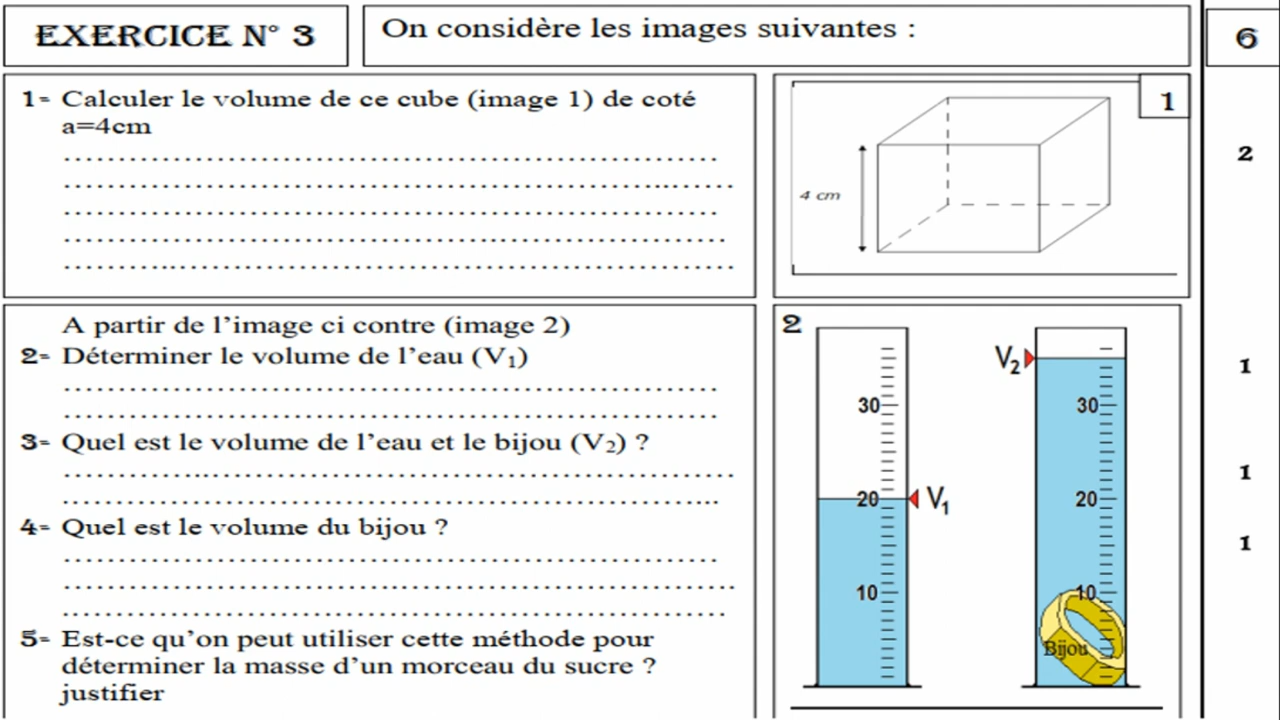 EXERCICE N° 3
On considère les images suivantes :
6
1- Calculer le volume de ce cube (image 1) de coté
a=4cm
2
1
4 cm
A partir de l'image ci contre (image 2)
2- Déterminer le volume de l'eau (V₁)
1
3- Quel est le volume de l'eau et le bijou (V₂) ?
1
4- Quel est le volume du bijou ?
1
5- Est-ce qu'on peut utiliser cette méthode pour
déterminer la masse d'un morceau du sucre ?
justifier
2
30
20
10
V₁
V₂
30
20
10
Bijou